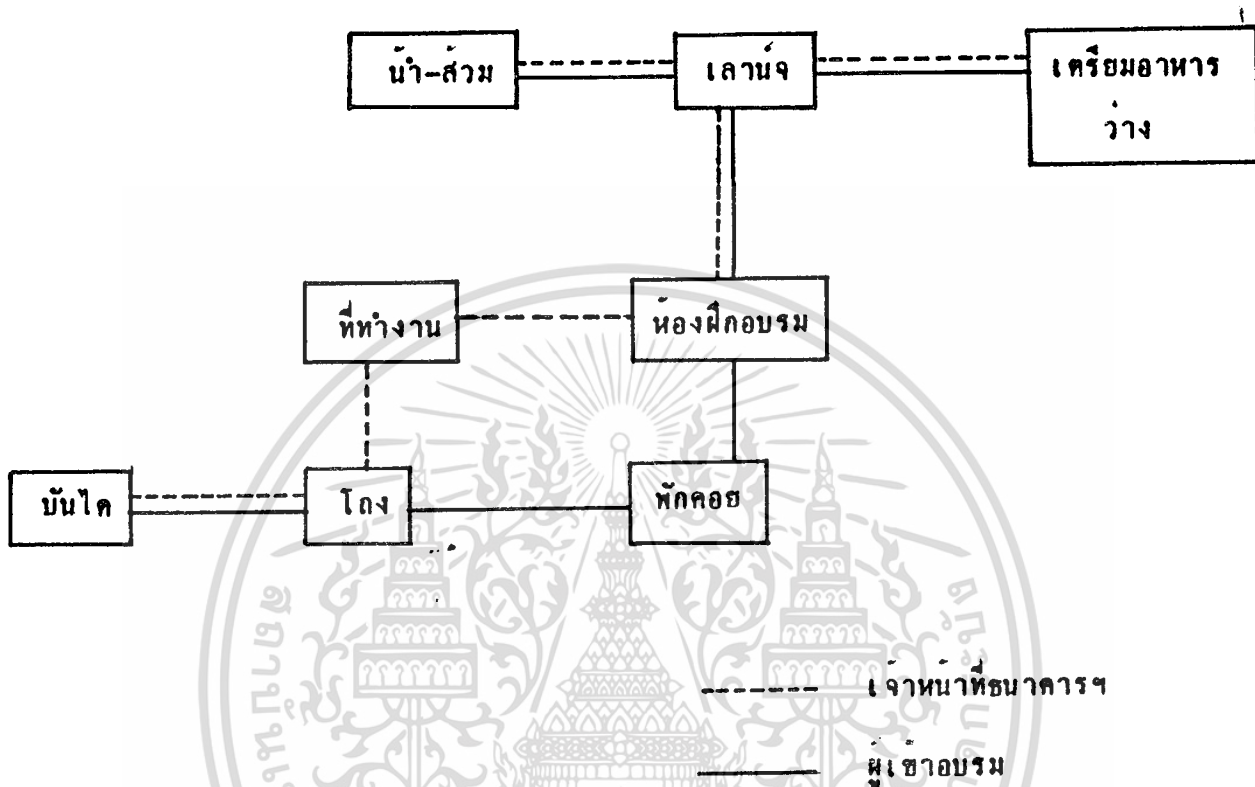 น้ำ-ส้วม
เลาน์จ
เตรียมอาหาร
ว่าง
ที่ทำงาน
ห้องฝึกอบรม
บันได
โถง
พักคอย
เจ้าหน้าที่ธนาคารฯ
ผู้เข้าอบรม